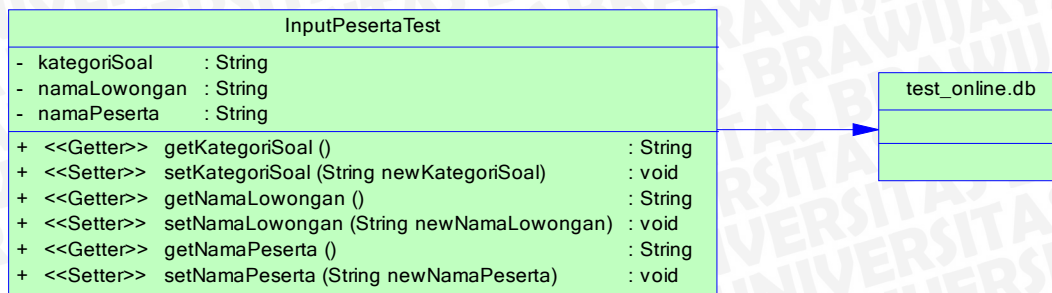 InputPesertaTest
- kategoriSoal : String
- namaLowongan : String
- namaPeserta : String
+ <<Getter>> getKategoriSoal () : String
+ <<Setter>> setKategoriSoal (String newKategoriSoal) : void
+ <<Getter>> getNamaLowongan () : String
+ <<Setter>> setNamaLowongan (String newNamaLowongan) : void
+ <<Getter>> getNamaPeserta () : String
+ <<Setter>> setNamaPeserta (String newNamaPeserta) : void
test_online.db